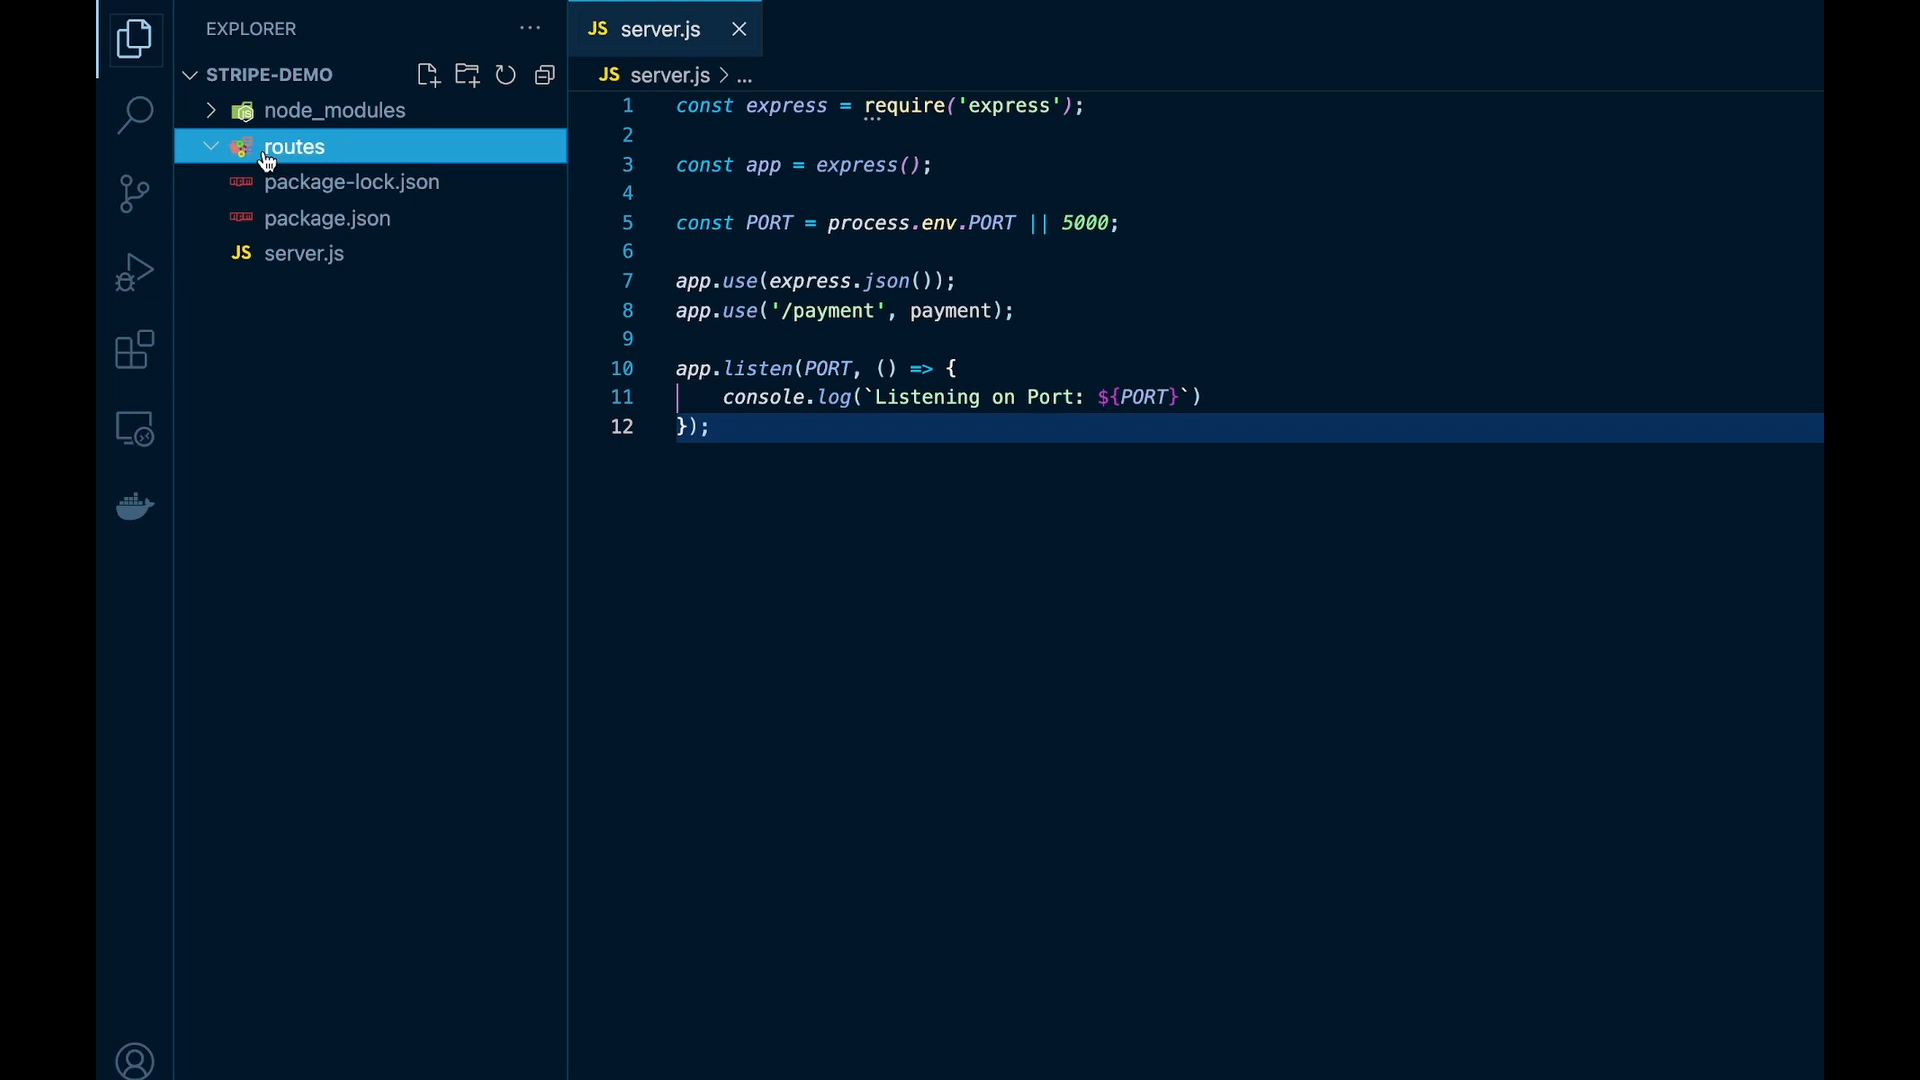 EXPLORER
STRIPE-DEMO
node_modules
routes
package-lock.json
package.json
JS server.js
JS server.js
JS server.js > ...
1 const express = require('express');
2
3 const app = express();
4
5 const PORT = process.env.PORT || 5000;
6
7 app.use(express.json());
8 app.use('/payment', payment);
9
10 app.listen(PORT, () => {
11 console.log(`Listening on Port: ${PORT}`)
12 });